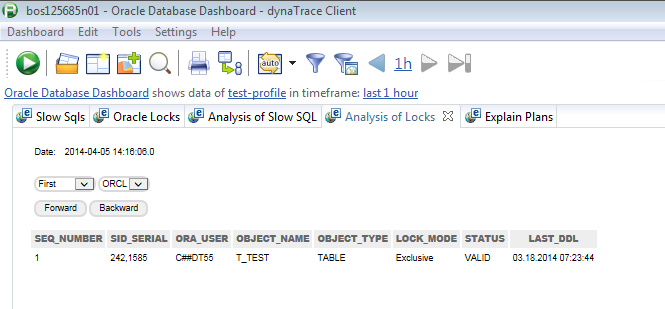 bos125685n01 - Oracle Database Dashboard - dynaTrace Client
Dashboard Edit Tools Settings Help
auto 1h
Oracle Database Dashboard shows data of test-profile in timeframe: last 1 hour
Slow Sqls Oracle Locks Analysis of Slow SQL Analysis of Locks Explain Plans
Date: 2014-04-05 14:16:06.0
First ORCL
Forward Backward
SEQ_NUMBER SID_SERIAL ORA_USER OBJECT_NAME OBJECT_TYPE LOCK_MODE STATUS LAST_DDL
1 242,1585 C##DT55 T_TEST TABLE Exclusive VALID 03.18.2014 07:23:44